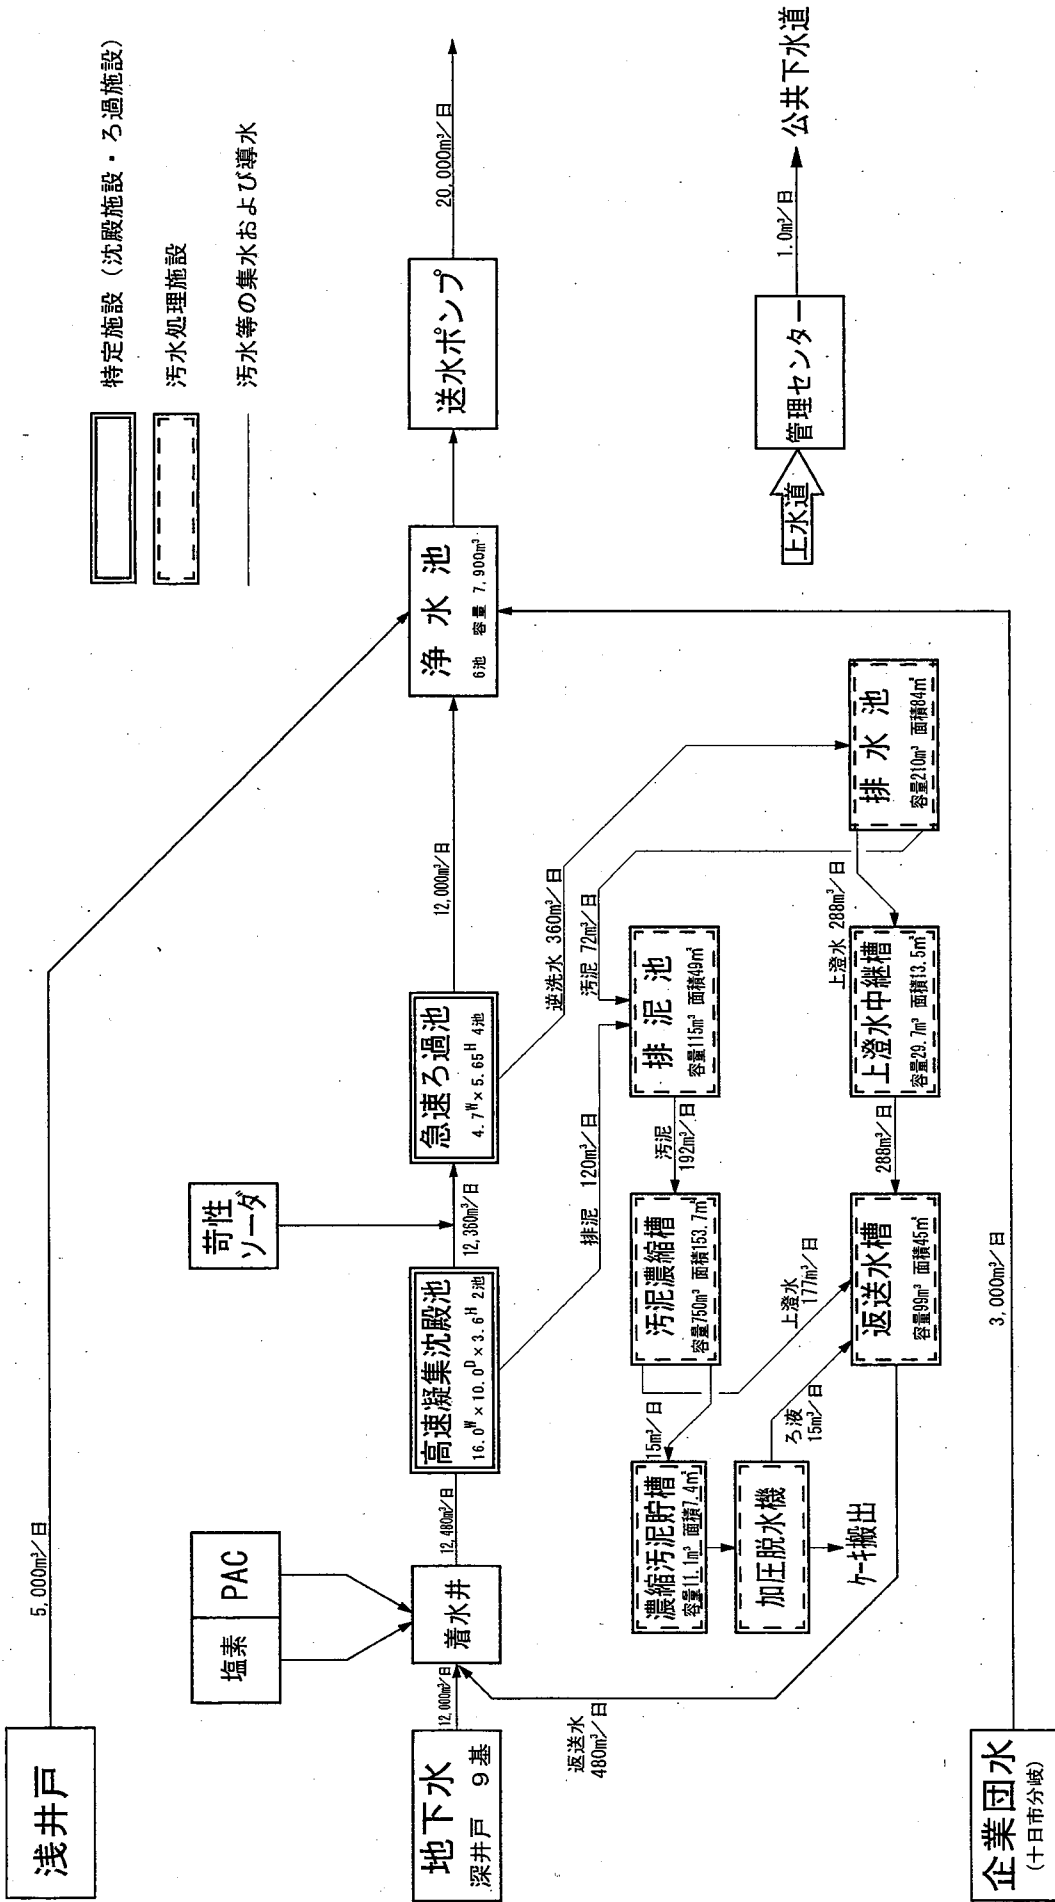 浅井戸
5,000m³/日
特定施設（沈殿施設・ろ過施設）
汚水処理施設
汚水等の集水および導水
塩素
PAC
苛性
ソーダ
地下水
深井戸 9基
12,000m³/日
着水井
12,480m³/日
高速凝集沈殿池
16.0ᵂ×10.0ᴰ×3.6ᴴ 2池
12,360m³/日
急速ろ過池
4.7ᵂ×5.65ᴴ 4池
12,000m³/日
浄水池
6池 容量 7,900m³
送水ポンプ
20,000m³/日
返送水
480m³/日
排泥 120m³/日
逆洗水 360m³/日
汚泥 72m³/日
濃縮汚泥貯槽
容量11.1m³ 面積7.4㎡
15m³/日
汚泥濃縮槽
容量750m³ 面積153.7㎡
汚泥
192m³/日
排泥池
容量115m³ 面積49㎡
加圧脱水機
ケーキ搬出
ろ液
15m³/日
上澄水
177m³/日
返送水槽
容量99m³ 面積45㎡
288m³/日
上澄水中継槽
容量29.7m³ 面積13.5㎡
上澄水 288m³/日
排水池
容量210m³ 面積84㎡
上水道
管理センター
1.0m³/日
公共下水道
企業団水
(十日市分岐)
3,000m³/日